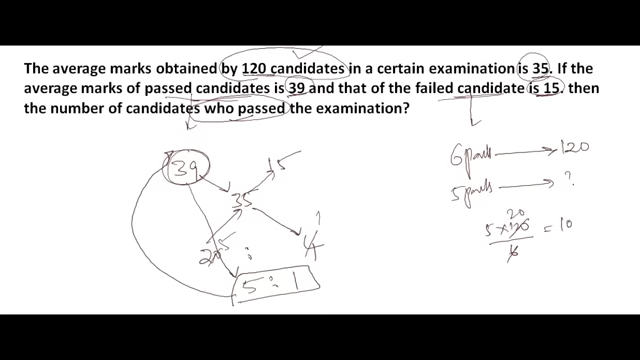 The average marks obtained by 120 candidates in a certain examination is 35. If the
average marks of passed candidates is 39 and that of the failed candidate is 15. then
the number of candidates who passed the examination?
39
15
35
20 5 : 4 1
5 : 1
6 parts → 120
5 parts → ?
20
5 × 120 / 6 = 10